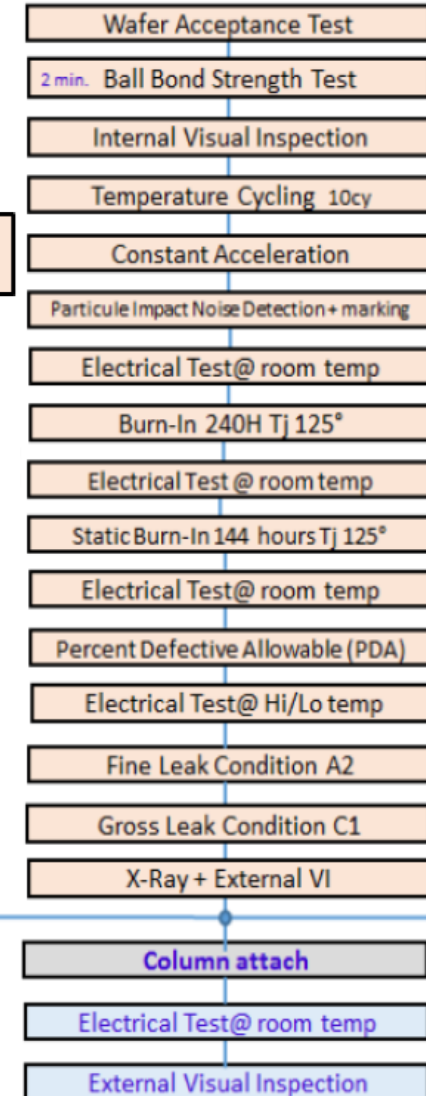 Wafer Acceptance Test
2 min. Ball Bond Strength Test
Internal Visual Inspection
Temperature Cycling 10cy
Constant Acceleration
Particule Impact Noise Detection + marking
Electrical Test@ room temp
Burn-In 240H Tj 125°
Electrical Test @ room temp
Static Burn-In 144 hours Tj 125°
Electrical Test@ room temp
Percent Defective Allowable (PDA)
Electrical Test@ Hi/Lo temp
Fine Leak Condition A2
Gross Leak Condition C1
X-Ray + External VI
Column attach
Electrical Test@ room temp
External Visual Inspection